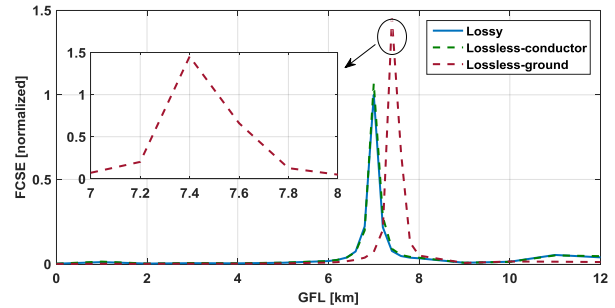 FCSE [normalized]
1.5
1
0.5
0
1.5
1
0.5
0
7 7.2 7.4 7.6 7.8 8
Lossy
Lossless-conductor
Lossless-ground
0 2 4 6 8 10 12
GFL [km]